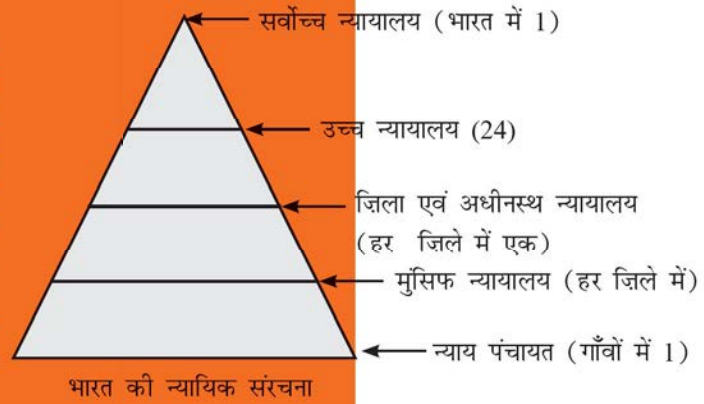 सर्वोच्च न्यायालय (भारत में 1)
उच्च न्यायालय (24)
ज़िला एवं अधीनस्थ न्यायालय
(हर ज़िले में एक)
मुंसिफ न्यायालय (हर ज़िले में)
न्याय पंचायत (गाँवों में 1)
भारत की न्यायिक संरचना